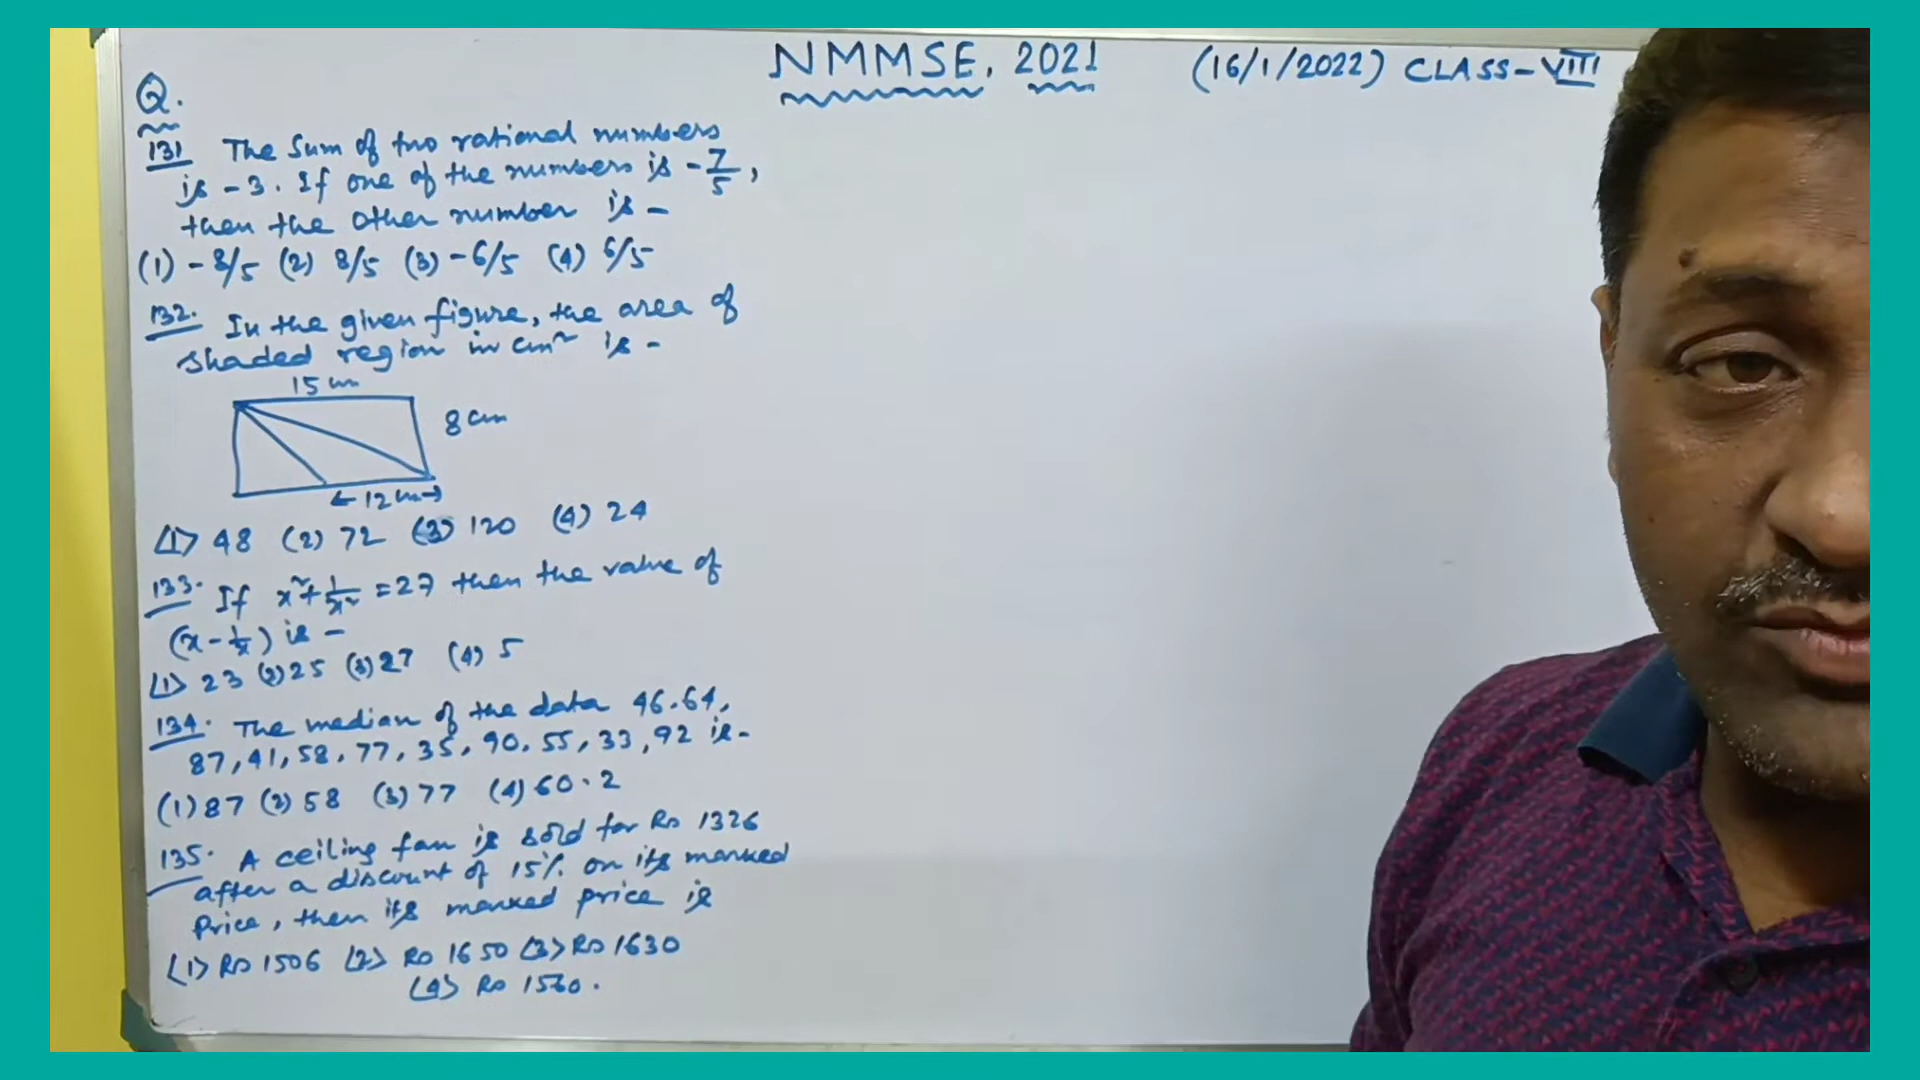 NMMSE, 2021 (16/1/2022) CLASS-VIII
Q.
131 The Sum of two rational numbers
is -3. If one of the numbers is -7/5,
then the other number is -
(1) -8/5 (2) 8/5 (3) -6/5 (4) 6/5
132. In the given figure, the area of
shaded region in cm² is -
15 cm
8 cm
←12 cm→
(1) 48 (2) 72 (3) 120 (4) 24
133. If x²+1/x² = 27 then the value of
(x-1/x) is -
(1) 23 (2) 25 (3) 27 (4) 5
134. The median of the data 46, 64,
87, 41, 58, 77, 35, 90, 55, 33, 92 is-
(1) 87 (2) 58 (3) 77 (4) 60.2
135. A ceiling fan is sold for Rs 1326
after a discount of 15% on its marked
Price, then its marked price is
(1) Rs 1506 (2) Rs 1650 (3) Rs 1630
(4) Rs 1560.